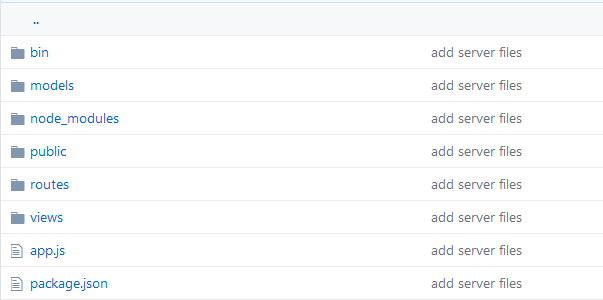 ..
bin add server files
models add server files
node_modules add server files
public add server files
routes add server files
views add server files
app.js add server files
package.json add server files